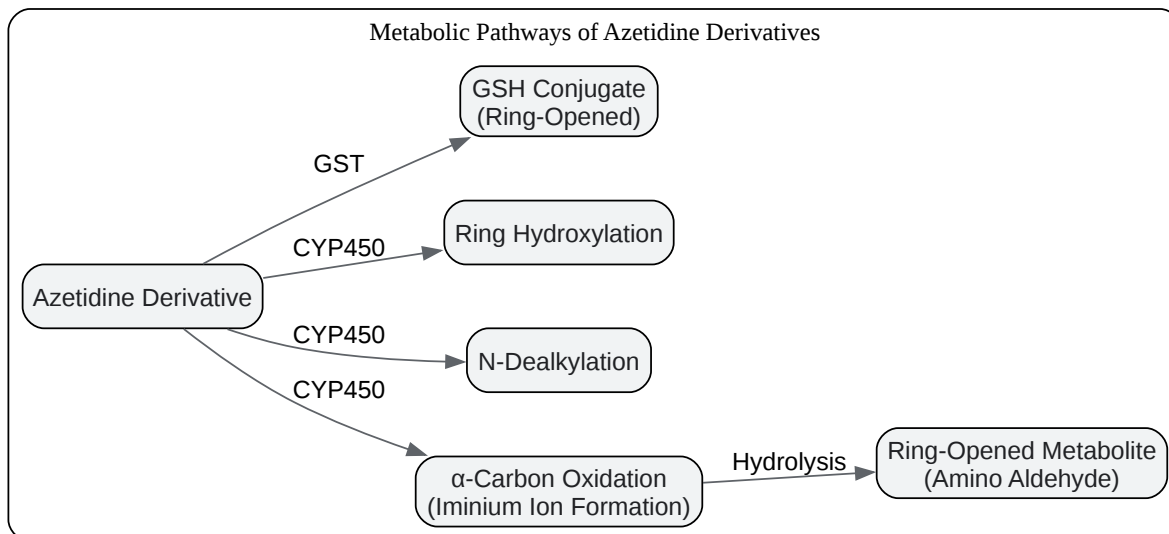 Metabolic Pathways of Azetidine Derivatives
GSH Conjugate
(Ring-Opened)
GST
Ring Hydroxylation
CYP450
Azetidine Derivative
CYP450
N-Dealkylation
CYP450
α-Carbon Oxidation
(Iminium Ion Formation)
Hydrolysis
Ring-Opened Metabolite
(Amino Aldehyde)